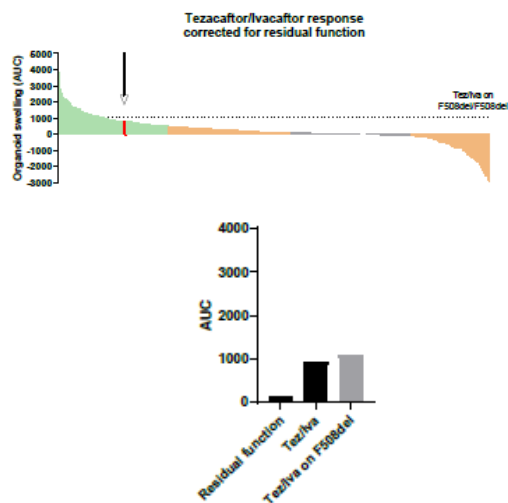 Tezacaftor/Ivacaftor response
corrected for residual function
Organoid swelling (AUC)
6000
5000
4000
3000
2000
1000
0
-1000
-2000
-3000
Tez/Iva on
F508del/F508del
AUC
4000
3000
2000
1000
0
Residual function
Tez/Iva
Tez/Iva on F508del